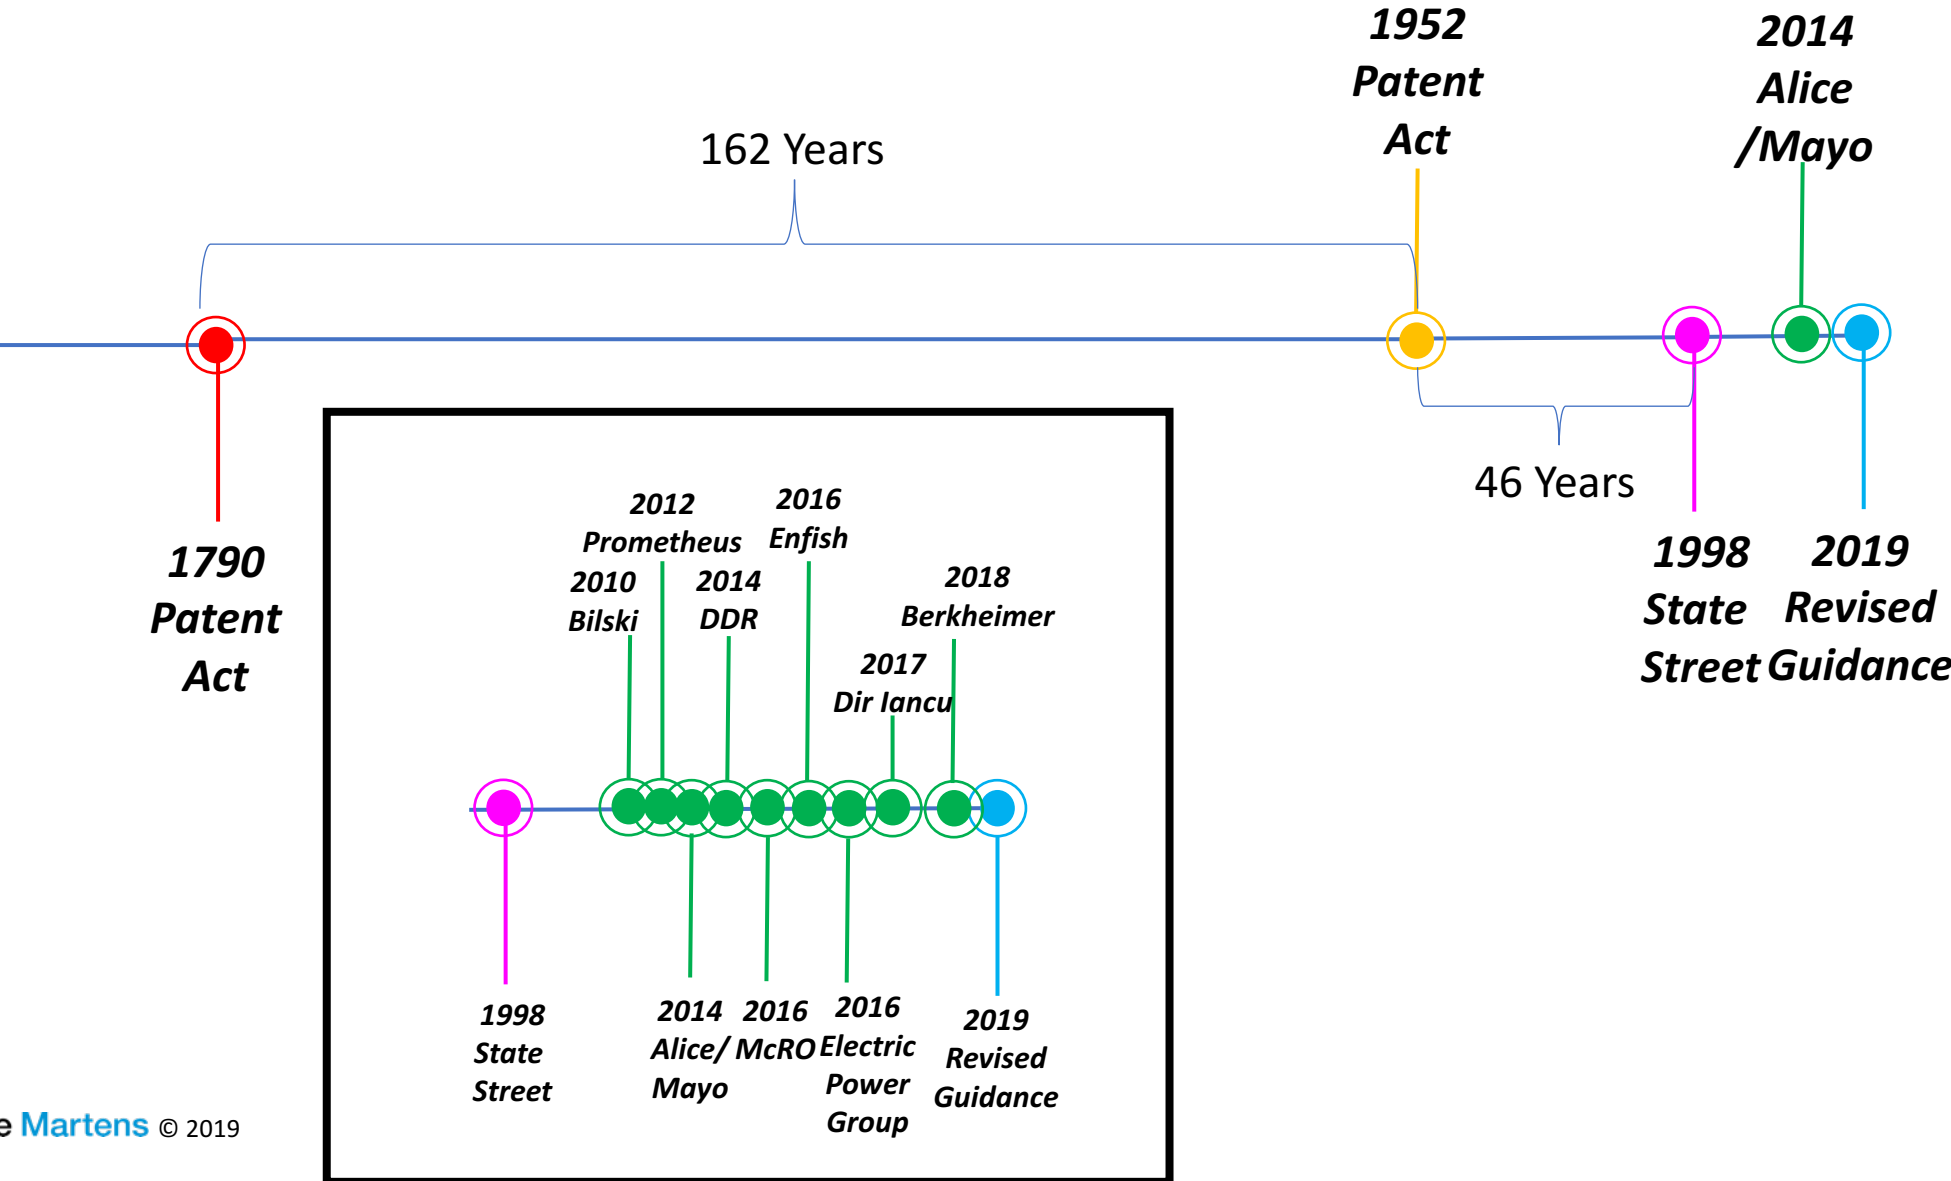 1952
Patent
Act
2014
Alice
/Mayo
162 Years
46 Years
1790
Patent
Act
1998
State
Street
2019
Revised
Guidance
2012
Prometheus
2016
Enfish
2010
Bilski
2014
DDR
2018
Berkheimer
2017
Dir Iancu
1998
State
Street
2014
Alice/
Mayo
2016
McRO
2016
Electric
Power
Group
2019
Revised
Guidance
e Martens © 2019